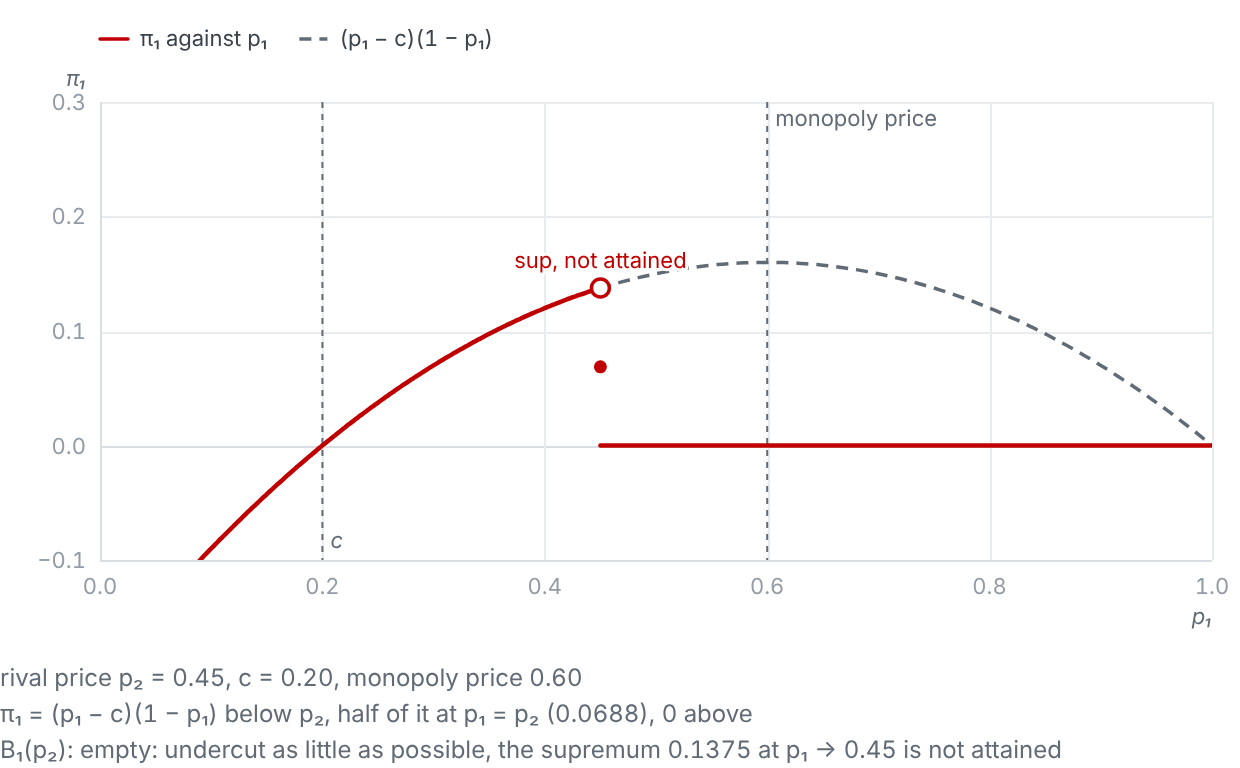 π₁ against p₁ (p₁ − c)(1 − p₁)
π₁
0.3
monopoly price
0.2
sup, not attained
0.1
0.0
c
−0.1
0.0 0.2 0.4 0.6 0.8 1.0
p₁
rival price p₂ = 0.45, c = 0.20, monopoly price 0.60
π₁ = (p₁ − c)(1 − p₁) below p₂, half of it at p₁ = p₂ (0.0688), 0 above
B₁(p₂): empty: undercut as little as possible, the supremum 0.1375 at p₁ → 0.45 is not attained